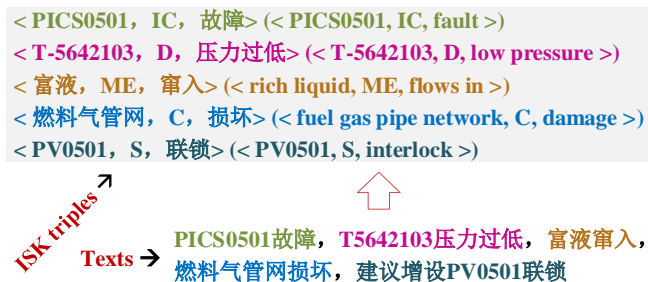 < PICS0501，IC，故障> (< PICS0501, IC, fault >)
< T-5642103，D，压力过低> (< T-5642103, D, low pressure >)
< 富液，ME，窜入> (< rich liquid, ME, flows in >)
< 燃料气管网，C，损坏> (< fuel gas pipe network, C, damage >)
< PV0501，S，联锁> (< PV0501, S, interlock >)
ISK triples
Texts → PICS0501故障，T5642103压力过低，富液窜入，
燃料气管网损坏，建议增设PV0501联锁